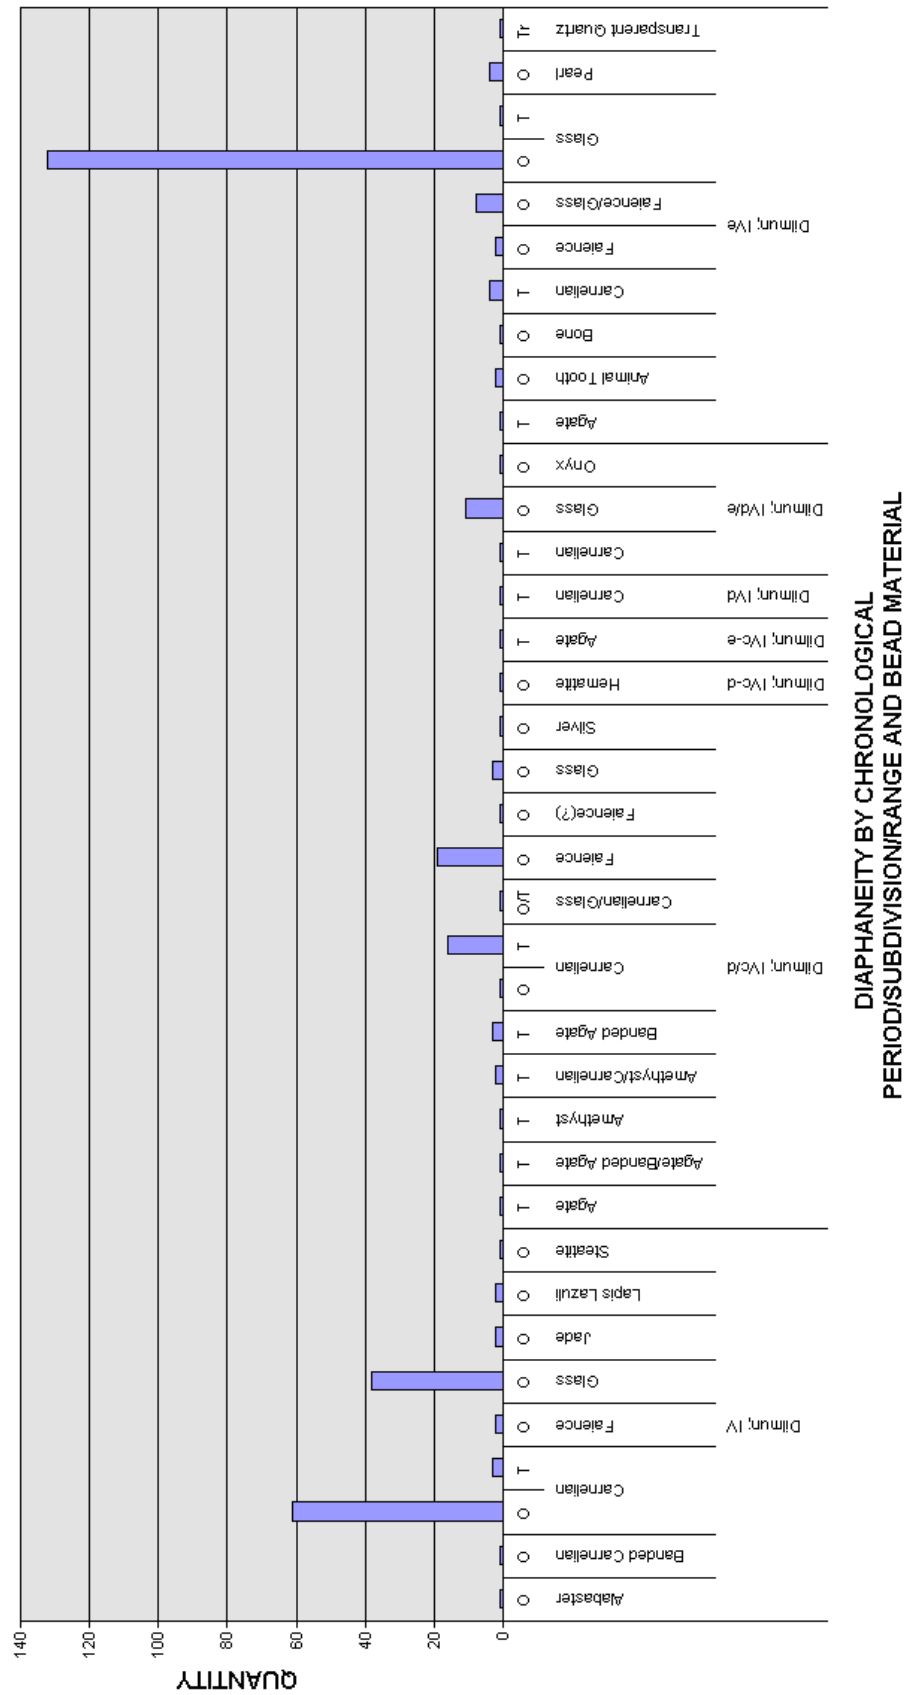 QUANTITY
140
120
100
80
60
40
20
0
Tr
Transparent Quartz
O
Pearl
T
O
Glass
O
Faience/Glass
O
Faience
T
Carnelian
O
Bone
O
Animal Tooth
T
Agate
Dilmun; IVe
O
Onyx
O
Glass
T
Carnelian
Dilmun; IVd/e
T
Carnelian
Dilmun; IVd
T
Agate
Dilmun; IVc-e
O
Hematite
Dilmun; IVc-d
O
Silver
O
Glass
O
Faience(?)
O
Faience
O/T
Carnelian/Glass
T
O
Carnelian
T
Banded Agate
T
Amethyst/Carnelian
T
Amethyst
T
Agate/Banded Agate
T
Agate
Dilmun; IVc/d
O
Steatite
O
Lapis Lazuli
O
Jade
O
Glass
O
Faience
T
O
Carnelian
O
Banded Carnelian
O
Alabaster
Dilmun; IV
DIAPHANEITY BY CHRONOLOGICAL
PERIOD/SUBDIVISION/RANGE AND BEAD MATERIAL